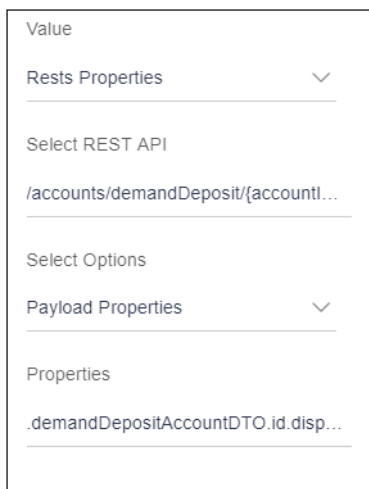 Value
Rests Properties
Select REST API
/accounts/demandDeposit/{accountI...
Select Options
Payload Properties
Properties
.demandDepositAccountDTO.id.disp...